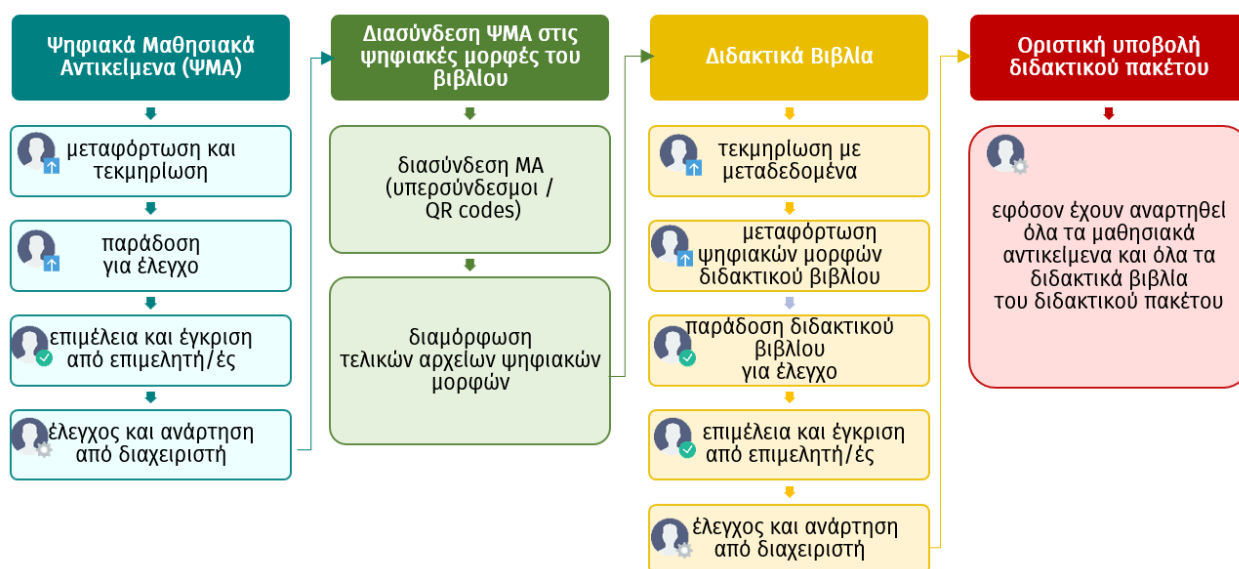 Ψηφιακά Μαθησιακά
Αντικείμενα (ΨΜΑ)
μεταφόρτωση και
τεκμηρίωση
παράδοση
για έλεγχο
επιμέλεια και έγκριση
από επιμελητή/ές
έλεγχος και ανάρτηση
από διαχειριστή
Διασύνδεση ΨΜΑ στις
ψηφιακές μορφές του
βιβλίου
διασύνδεση ΜΑ
(υπερσύνδεσμοι /
QR codes)
διαμόρφωση
τελικών αρχείων ψηφιακών
μορφών
Διδακτικά Βιβλία
τεκμηρίωση με
μεταδεδομένα
μεταφόρτωση
ψηφιακών μορφών
διδακτικού βιβλίου
παράδοση διδακτικού
βιβλίου
για έλεγχο
επιμέλεια και έγκριση
από επιμελητή/ές
έλεγχος και ανάρτηση
από διαχειριστή
Οριστική υποβολή
διδακτικού πακέτου
εφόσον έχουν αναρτηθεί
όλα τα μαθησιακά
αντικείμενα και όλα τα
διδακτικά βιβλία
του διδακτικού πακέτου